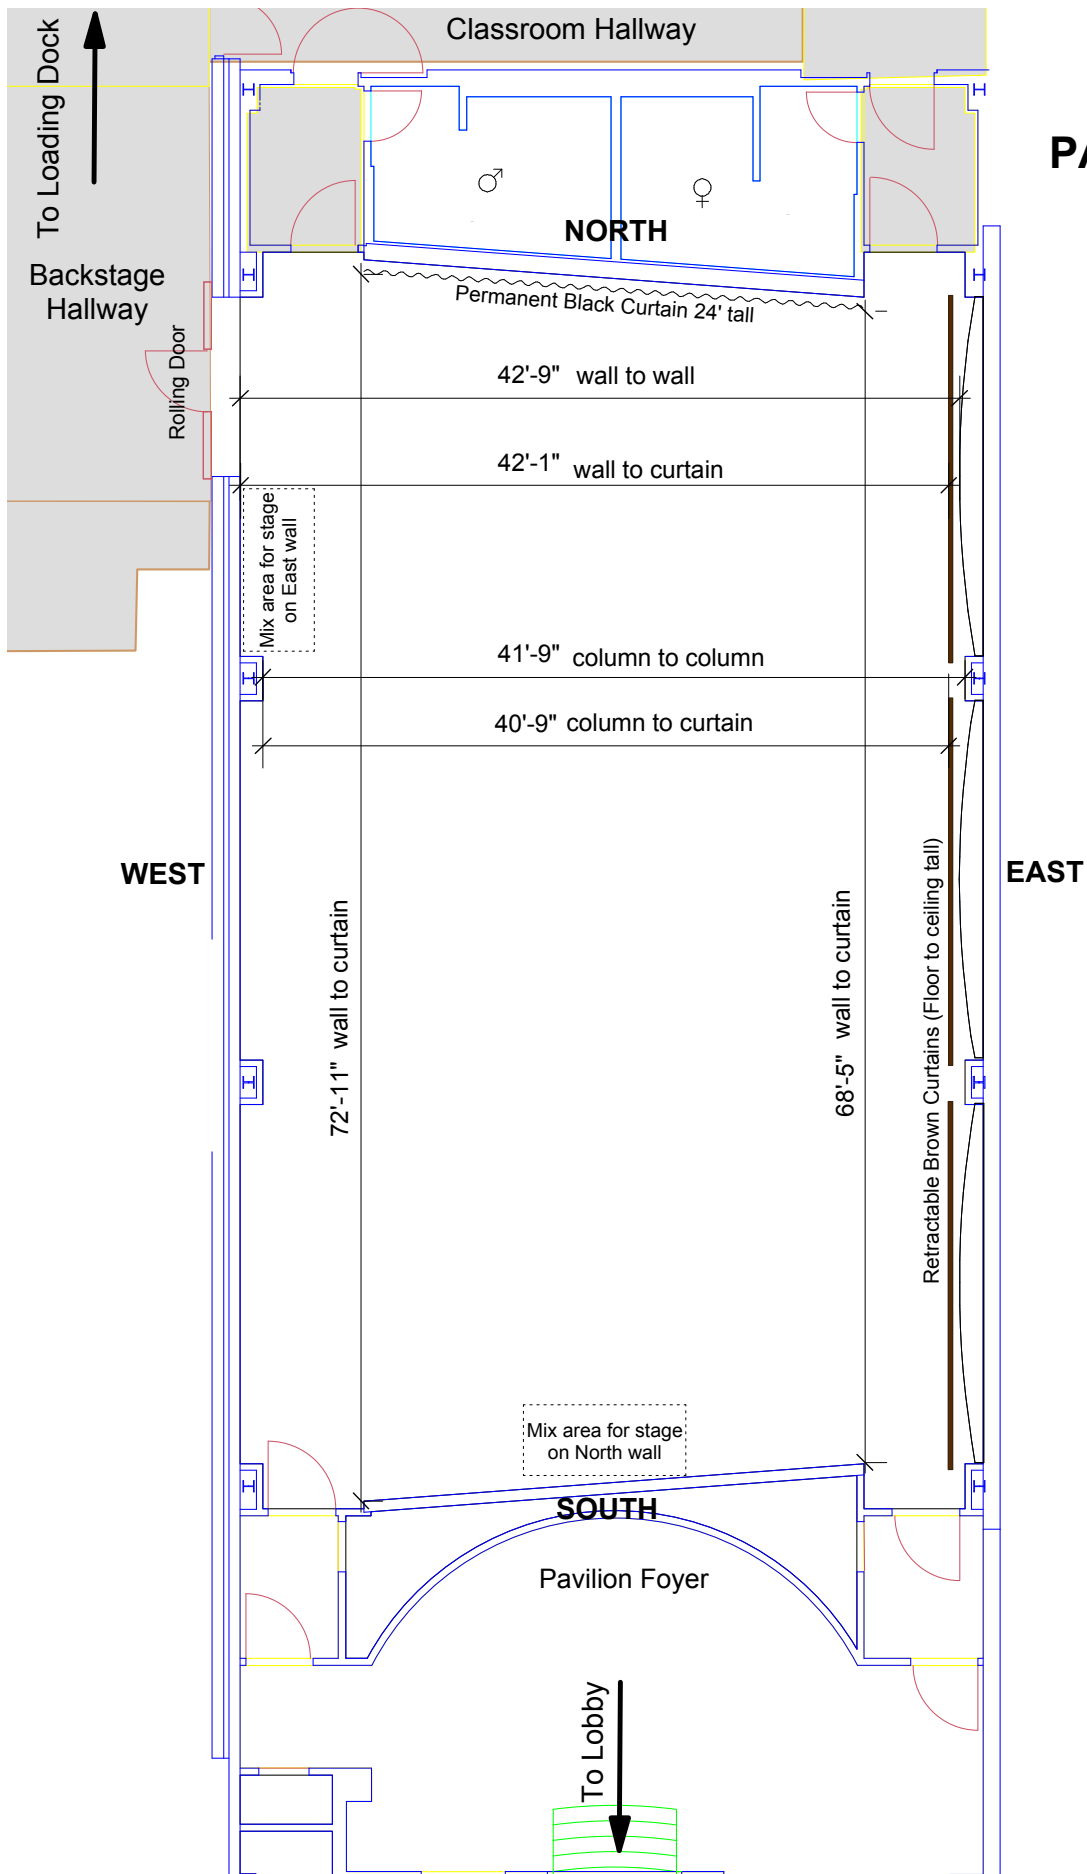 Classroom Hallway
To Loading Dock
PA
♂
♀
NORTH
Backstage
Hallway
Permanent Black Curtain 24' tall
Rolling Door
42'-9" wall to wall
42'-1" wall to curtain
Mix area for stage
on East wall
41'-9" column to column
40'-9" column to curtain
WEST
EAST
72'-11" wall to curtain
68'-5" wall to curtain
Retractable Brown Curtains (Floor to ceiling tall)
Mix area for stage
on North wall
SOUTH
Pavilion Foyer
To Lobby